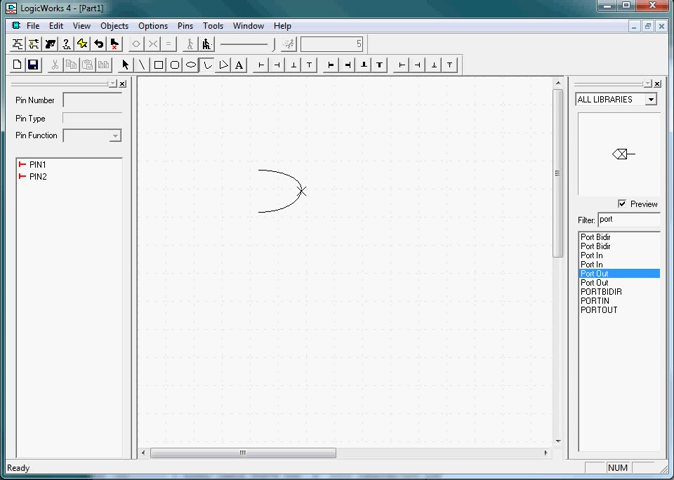 LogicWorks 4 - [Part1]
File Edit View Objects Options Pins Tools Window Help
5
A
Pin Number
Pin Type
Pin Function
PIN1
PIN2
ALL LIBRARIES
Preview
Filter: port
Port Bidir
Port Bidir
Port In
Port In
Port Out
Port Out
PORTBIDIR
PORTIN
PORTOUT
Ready
NUM